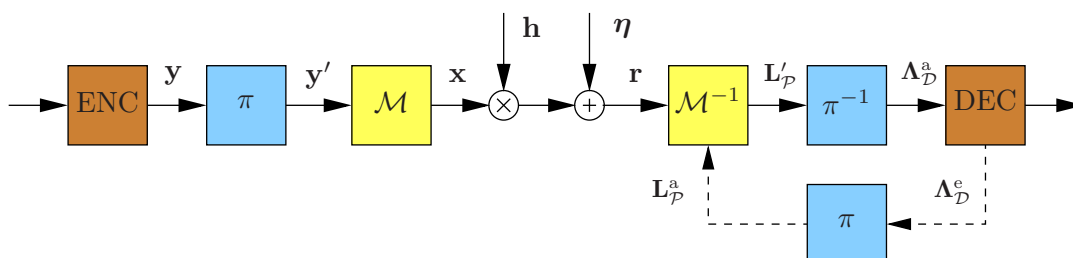 h η
y y′ x r L′_𝒫 Λ^a_𝒟
ENC π ℳ × + ℳ⁻¹ π⁻¹ DEC
L^a_𝒫 Λ^e_𝒟
π